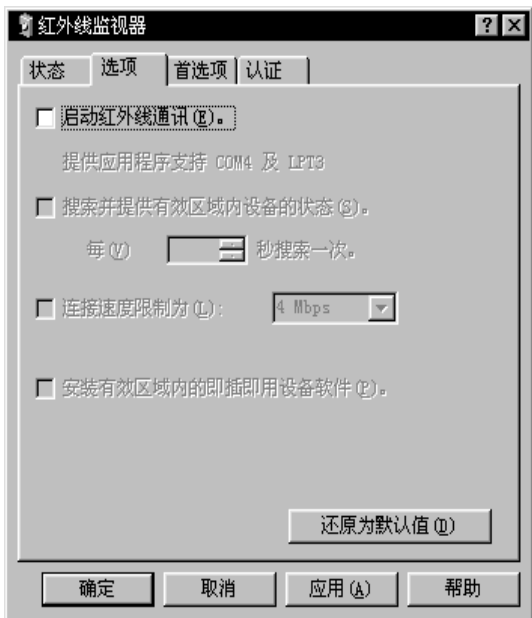 红外线监视器
状态 选项 首选项 认证
启动红外线通讯(E)。
提供应用程序支持 COM4 及 LPT3
搜索并提供有效区域内设备的状态(S)。
每(V) 秒搜索一次。
连接速度限制为(L): 4 Mbps
安装有效区域内的即插即用设备软件(P)。
还原为默认值(D)
确定 取消 应用(A) 帮助